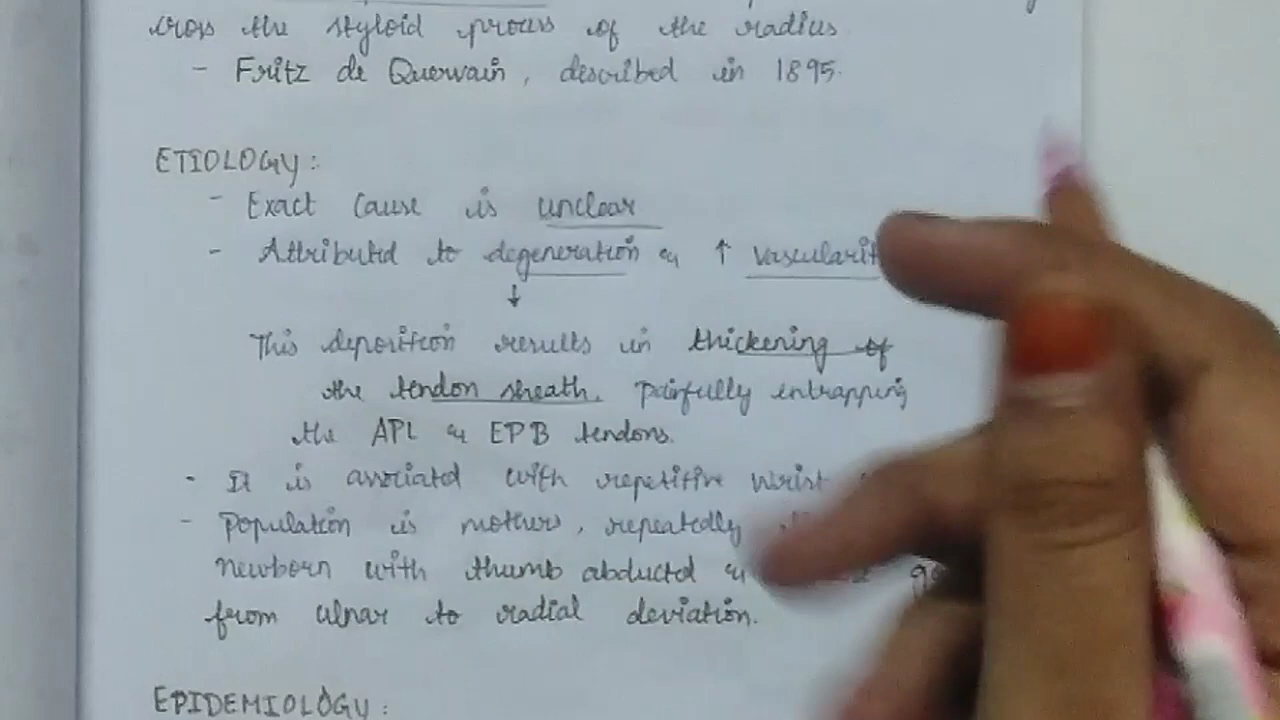 cross the styloid process of the radius
- Fritz de Quervain, described in 1895.
ETIOLOGY:
- Exact cause is unclear
- Attributed to degeneration & ↑ vascularit
↓
This deposition results in thickening of
the tendon sheath, painfully entrapping
the APL & EPB tendons.
- It is associated with repetitive wrist
- Population is mothers, repeatedly
newborn with thumb abducted &
from ulnar to radial deviation.
EPIDEMIOLOGY: